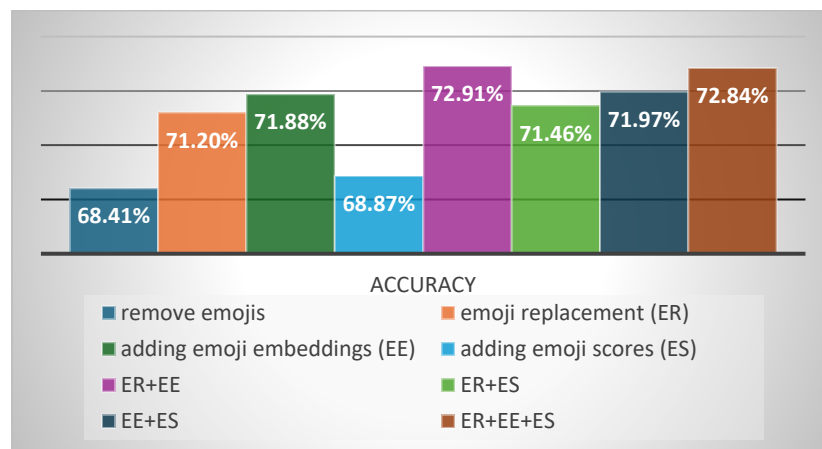 68.41%
71.20%
71.88%
68.87%
72.91%
71.46%
71.97%
72.84%
ACCURACY
remove emojis
emoji replacement (ER)
adding emoji embeddings (EE)
adding emoji scores (ES)
ER+EE
ER+ES
EE+ES
ER+EE+ES